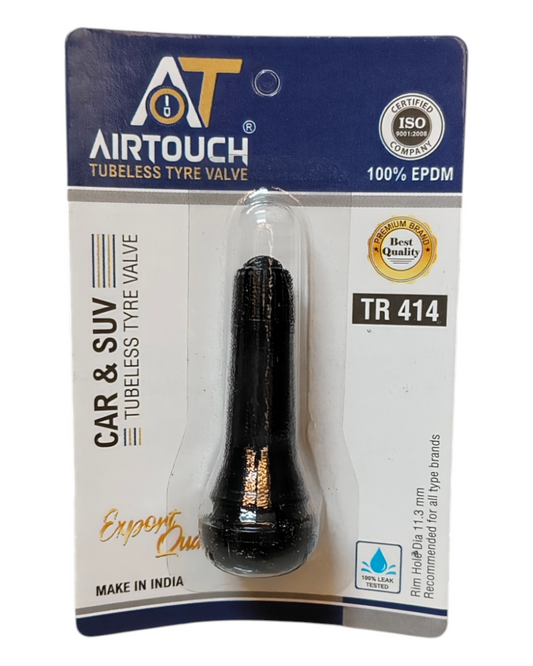 AT
AIRTOUCH®
TUBELESS TYRE VALVE
CERTIFIED
ISO
9001:2008
COMPANY
100% EPDM
PREMIUM BRAND
Best
Quality
TR 414
CAR & SUV
TUBELESS TYRE VALVE
Export
MAKE IN INDIA
100% LEAK
TESTED
Rim Hole Dia 11.3 mm
Recommended for all type brands